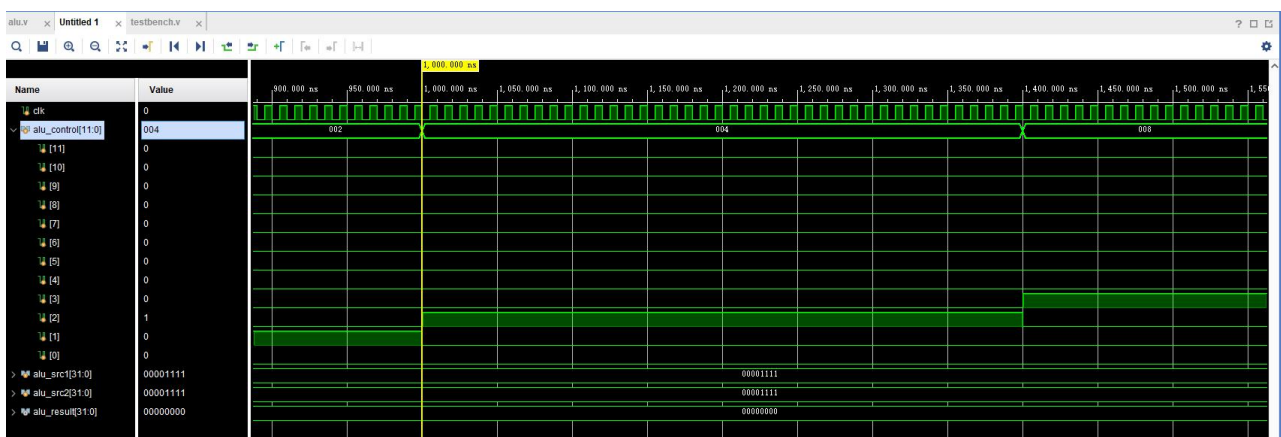 alu.v × Untitled 1 × testbench.v ×
1,000.000 ns
Name Value
900.000 ns 950.000 ns 1,000.000 ns 1,050.000 ns 1,100.000 ns 1,150.000 ns 1,200.000 ns 1,250.000 ns 1,300.000 ns 1,350.000 ns 1,400.000 ns 1,450.000 ns 1,500.000 ns 1,55
clk 0
alu_control[11:0] 004 002 004 008
[11] 0
[10] 0
[9] 0
[8] 0
[7] 0
[6] 0
[5] 0
[4] 0
[3] 0
[2] 1
[1] 0
[0] 0
alu_src1[31:0] 00001111 00001111
alu_src2[31:0] 00001111 00001111
alu_result[31:0] 00000000 00000000